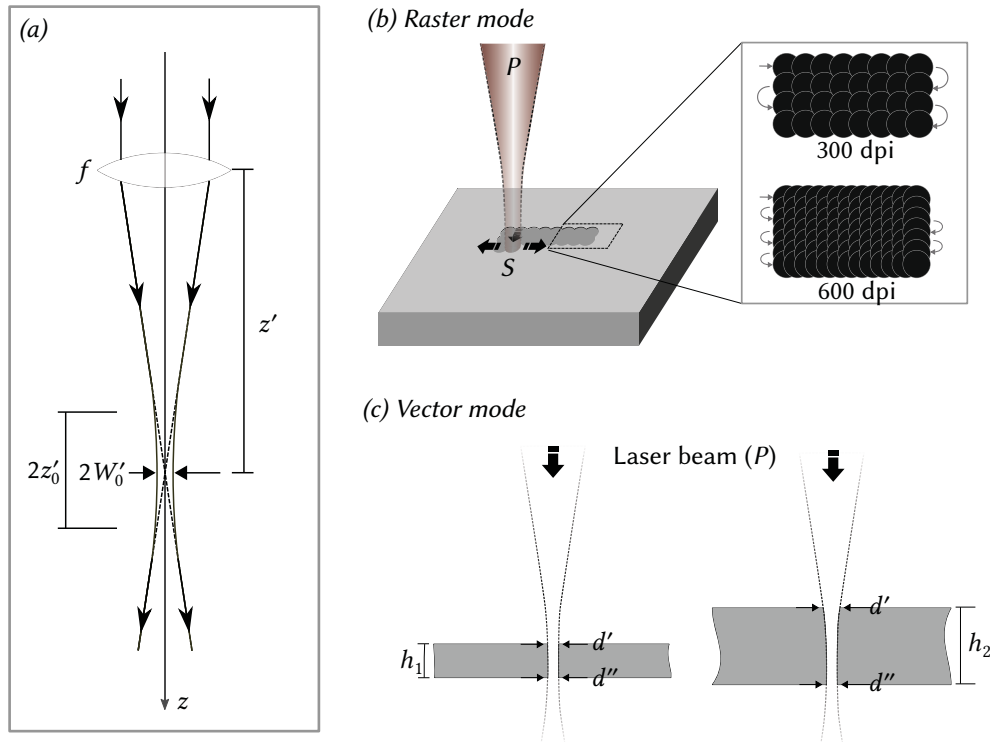 (a)
f
z′
2z′₀
2W′₀
z
(b) Raster mode
P
S
300 dpi
600 dpi
(c) Vector mode
Laser beam (P)
h₁
d′
d″
d′
d″
h₂